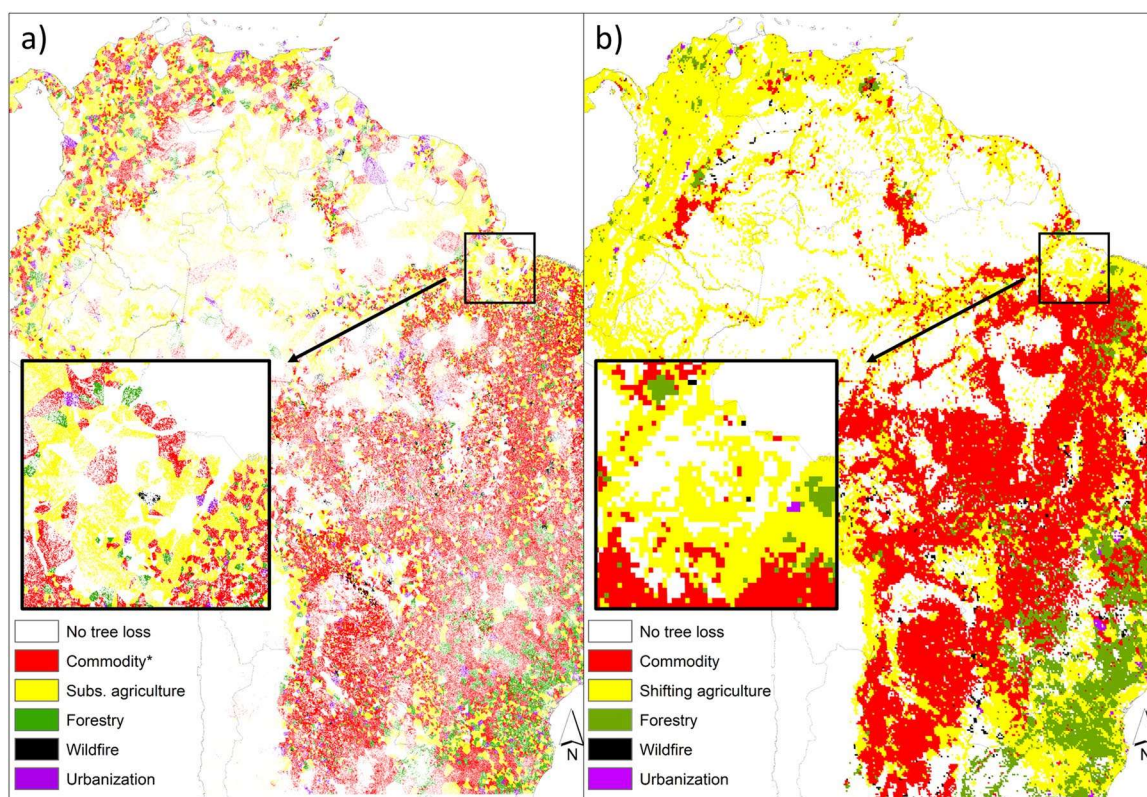 a)
No tree loss
Commodity*
Subs. agriculture
Forestry
Wildfire
Urbanization
N
b)
No tree loss
Commodity
Shifting agriculture
Forestry
Wildfire
Urbanization
N